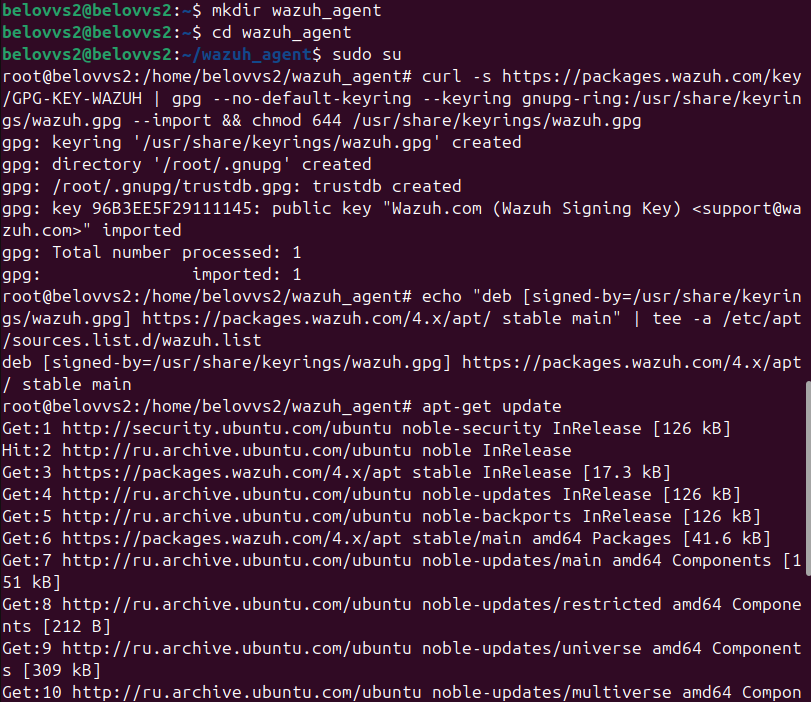 belovvs2@belovvs2:~$ mkdir wazuh_agent
belovvs2@belovvs2:~$ cd wazuh_agent
belovvs2@belovvs2:~/wazuh_agent$ sudo su
root@belovvs2:/home/belovvs2/wazuh_agent# curl -s https://packages.wazuh.com/key
/GPG-KEY-WAZUH | gpg --no-default-keyring --keyring gnupg-ring:/usr/share/keyrin
gs/wazuh.gpg --import && chmod 644 /usr/share/keyrings/wazuh.gpg
gpg: keyring '/usr/share/keyrings/wazuh.gpg' created
gpg: directory '/root/.gnupg' created
gpg: /root/.gnupg/trustdb.gpg: trustdb created
gpg: key 96B3EE5F29111145: public key "Wazuh.com (Wazuh Signing Key) <support@wa
zuh.com>" imported
gpg: Total number processed: 1
gpg:               imported: 1
root@belovvs2:/home/belovvs2/wazuh_agent# echo "deb [signed-by=/usr/share/keyrin
gs/wazuh.gpg] https://packages.wazuh.com/4.x/apt/ stable main" | tee -a /etc/apt
/sources.list.d/wazuh.list
deb [signed-by=/usr/share/keyrings/wazuh.gpg] https://packages.wazuh.com/4.x/apt
/ stable main
root@belovvs2:/home/belovvs2/wazuh_agent# apt-get update
Get:1 http://security.ubuntu.com/ubuntu noble-security InRelease [126 kB]
Hit:2 http://ru.archive.ubuntu.com/ubuntu noble InRelease
Get:3 https://packages.wazuh.com/4.x/apt stable InRelease [17.3 kB]
Get:4 http://ru.archive.ubuntu.com/ubuntu noble-updates InRelease [126 kB]
Get:5 http://ru.archive.ubuntu.com/ubuntu noble-backports InRelease [126 kB]
Get:6 https://packages.wazuh.com/4.x/apt stable/main amd64 Packages [41.6 kB]
Get:7 http://ru.archive.ubuntu.com/ubuntu noble-updates/main amd64 Components [1
51 kB]
Get:8 http://ru.archive.ubuntu.com/ubuntu noble-updates/restricted amd64 Compone
nts [212 B]
Get:9 http://ru.archive.ubuntu.com/ubuntu noble-updates/universe amd64 Component
s [309 kB]
Get:10 http://ru.archive.ubuntu.com/ubuntu noble-updates/multiverse amd64 Compon